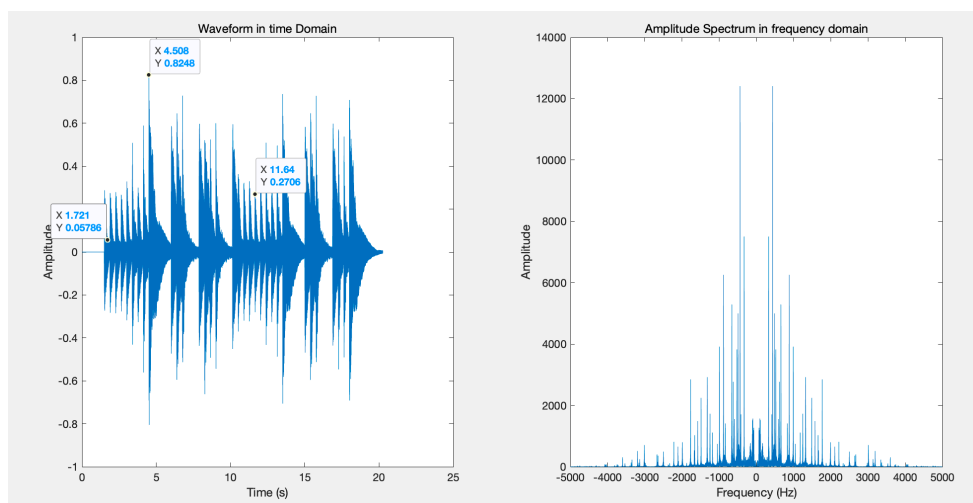 Waveform in time Domain
Amplitude
1
0.8
0.6
0.4
0.2
0
-0.2
-0.4
-0.6
-0.8
-1
X 4.508
Y 0.8248
X 11.64
Y 0.2706
X 1.721
Y 0.05786
0 5 10 15 20 25
Time (s)
Amplitude Spectrum in frequency domain
Amplitude
14000
12000
10000
8000
6000
4000
2000
0
-5000 -4000 -3000 -2000 -1000 0 1000 2000 3000 4000 5000
Frequency (Hz)